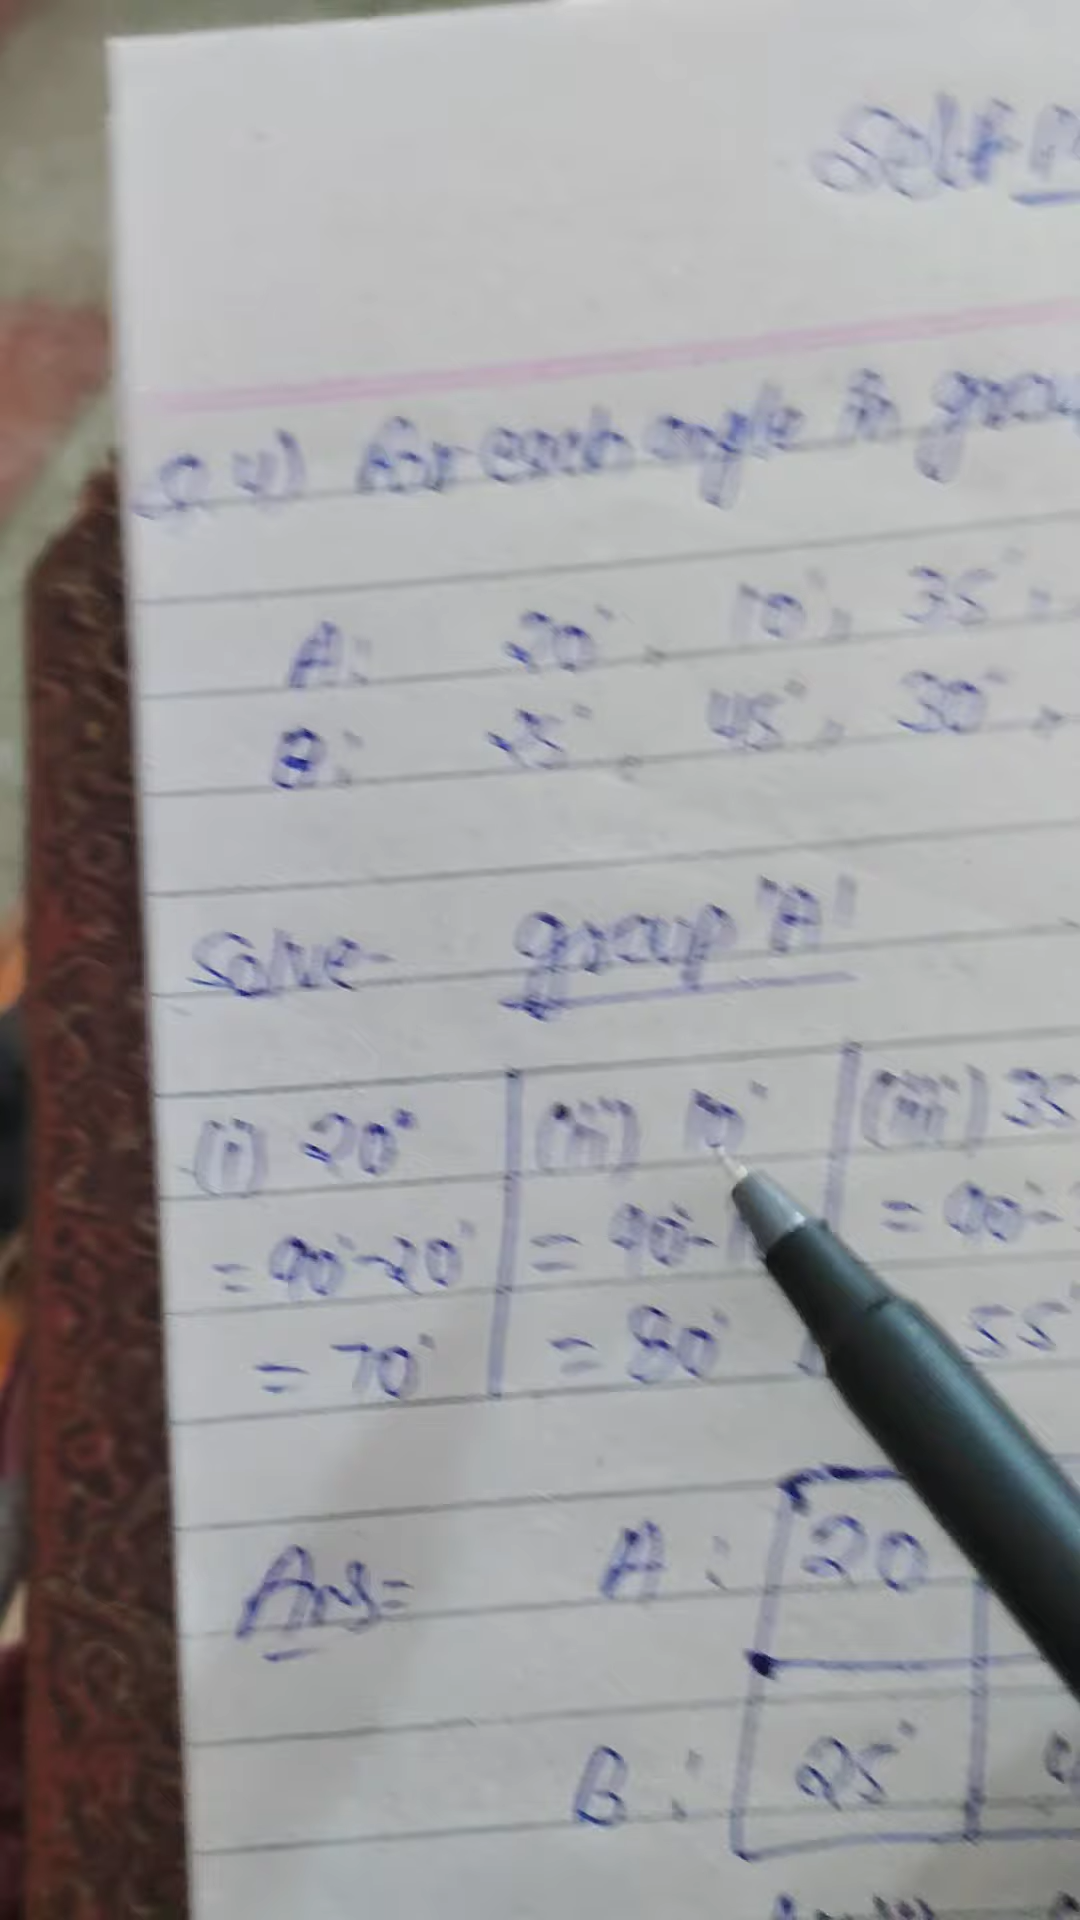 Self
Q.4) For each angle in
A: 20°, 10°, 35°,
B: 25°, 45°, 30°,
Solve- group 'A'
(i) 20° (ii) 10° (iii) 35
= 90°-20° = 90°- = 90°-
= 70° = 80° 55°
Ans= A: 20
B: 25°